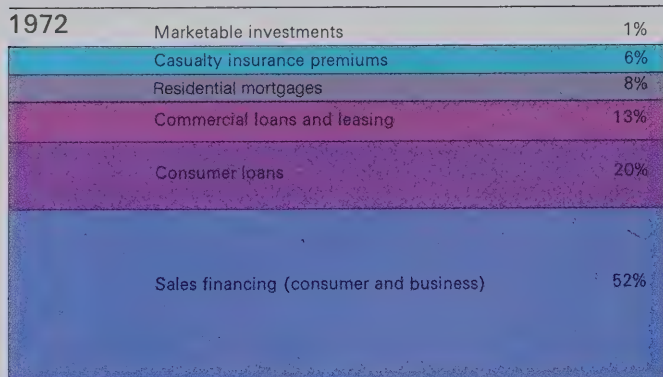 1972
Marketable investments 1%
Casualty insurance premiums 6%
Residential mortgages 8%
Commercial loans and leasing 13%
Consumer loans 20%
Sales financing (consumer and business) 52%